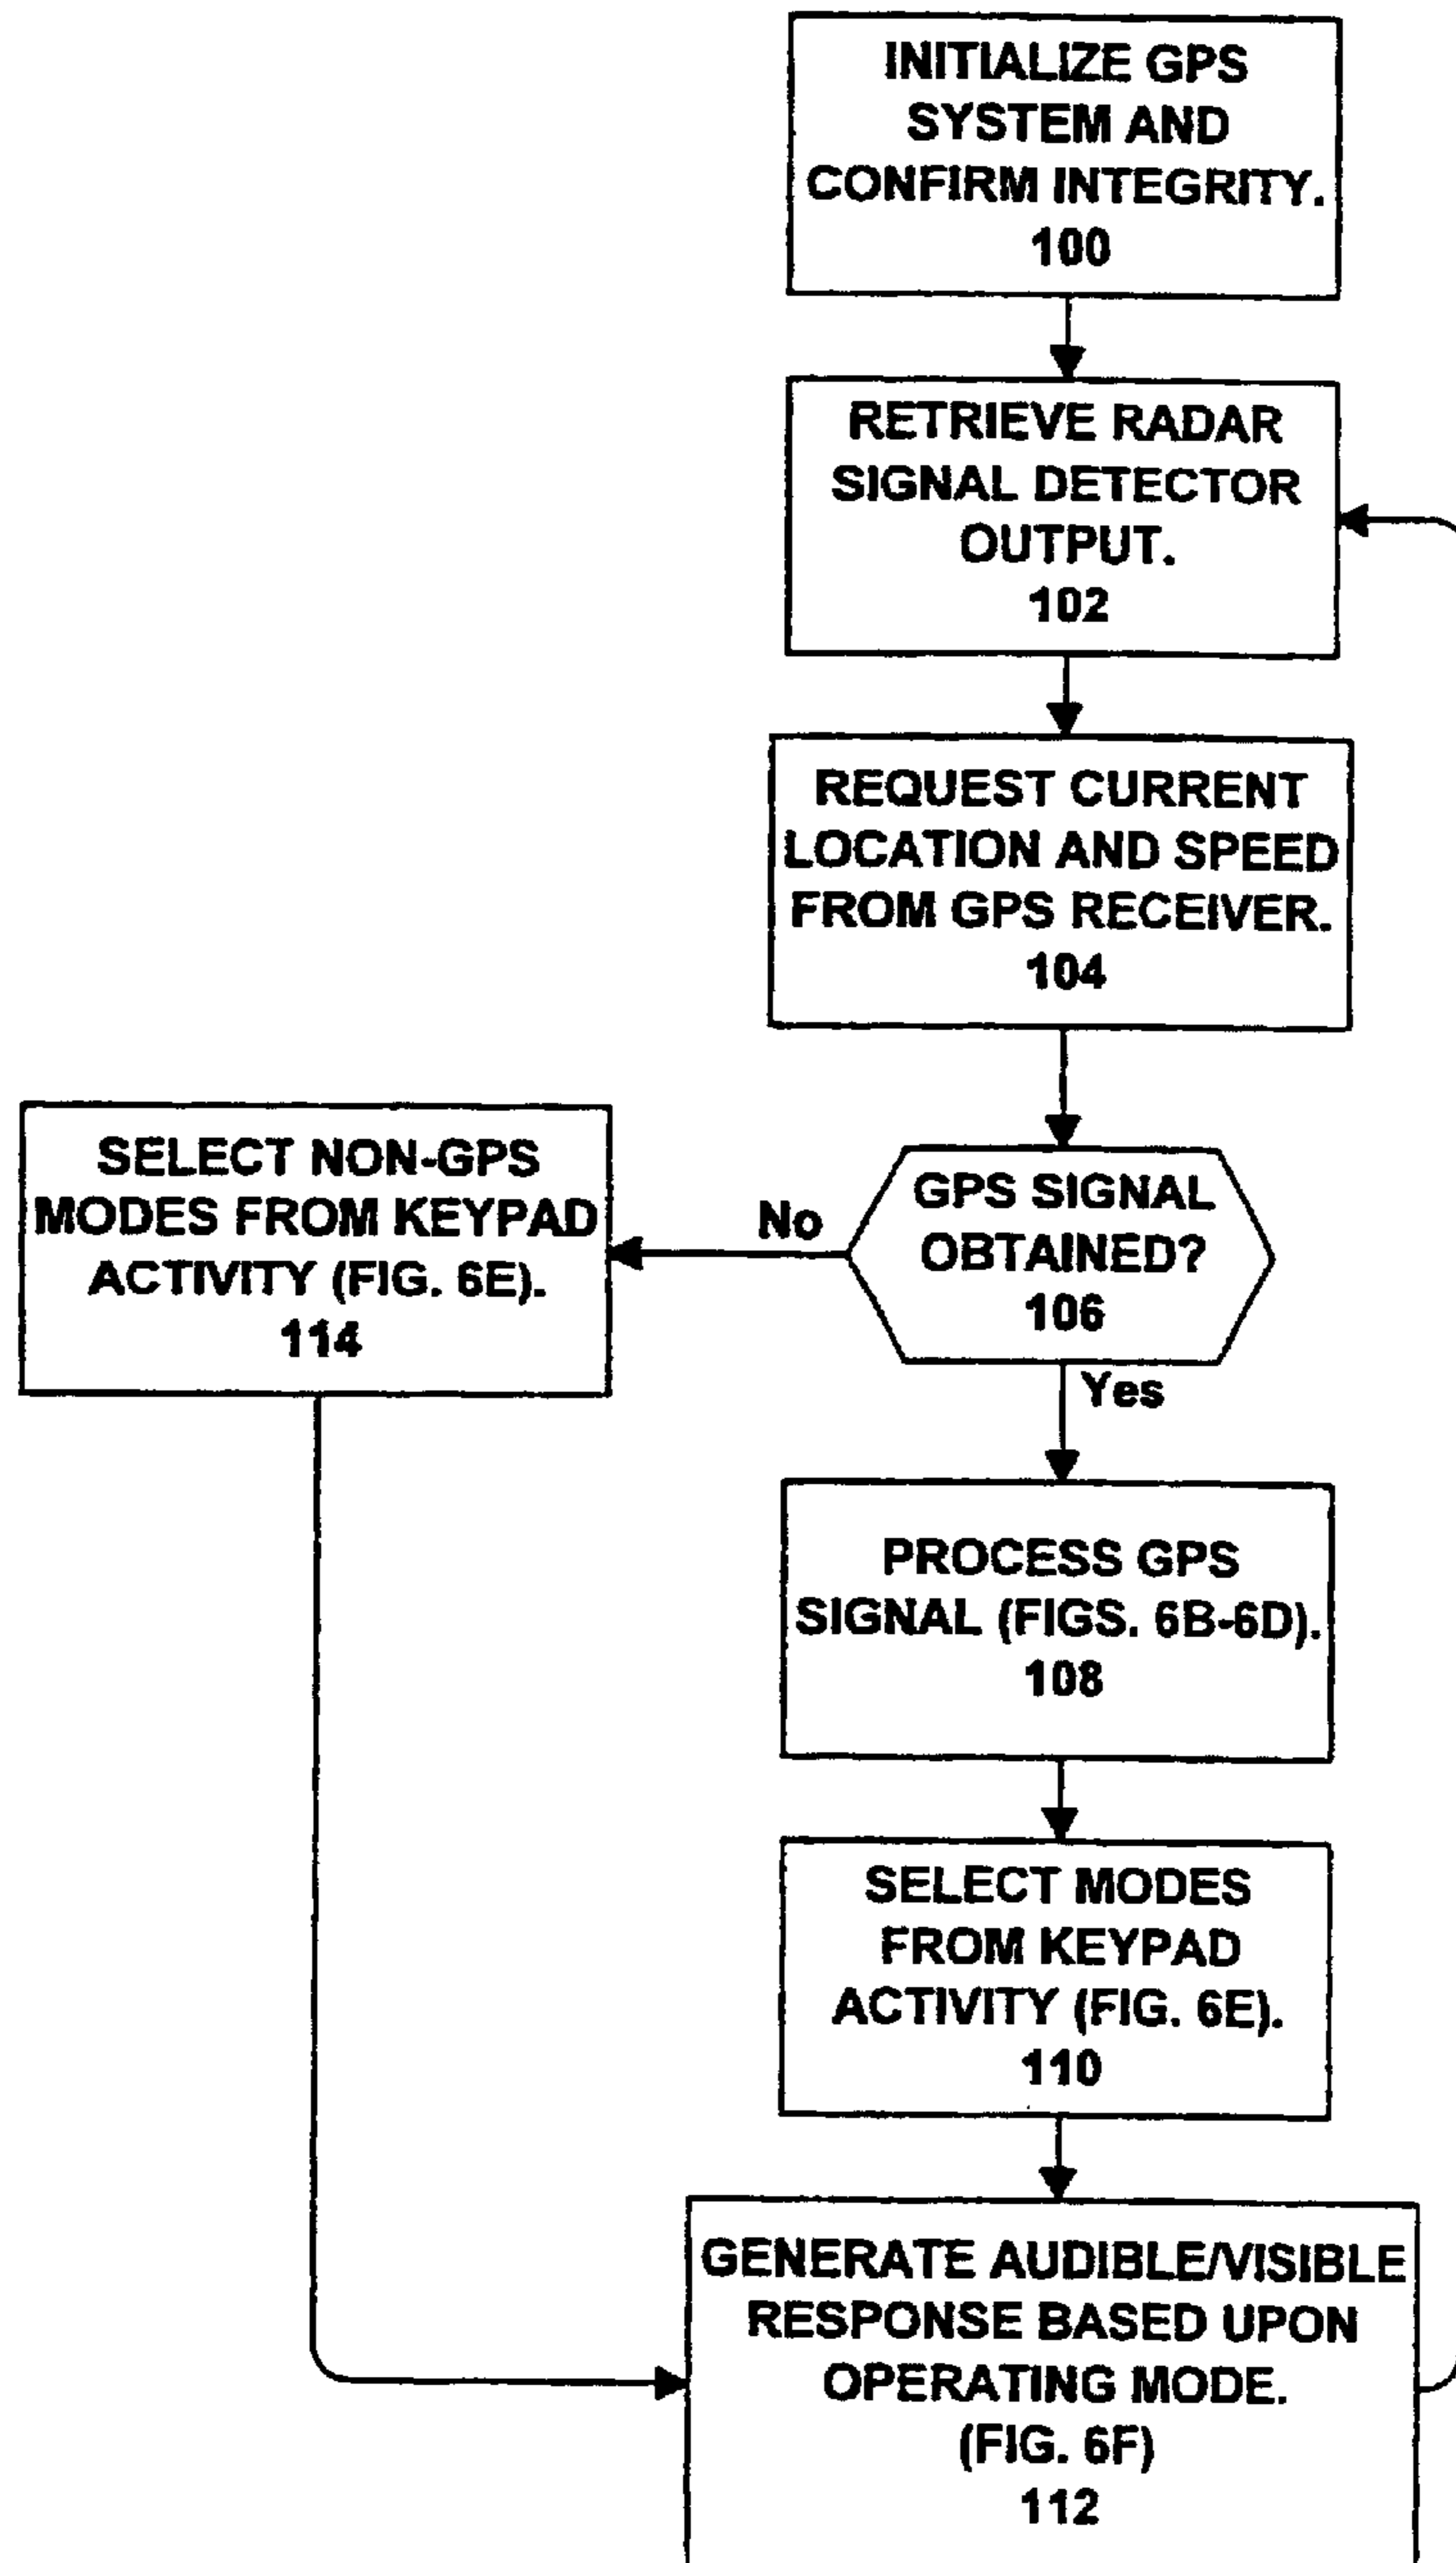 INITIALIZE GPS
SYSTEM AND
CONFIRM INTEGRITY.
100
RETRIEVE RADAR
SIGNAL DETECTOR
OUTPUT.
102
REQUEST CURRENT
LOCATION AND SPEED
FROM GPS RECEIVER.
104
GPS SIGNAL
OBTAINED?
106
No
SELECT NON-GPS
MODES FROM KEYPAD
ACTIVITY (FIG. 6E).
114
Yes
PROCESS GPS
SIGNAL (FIGS. 6B-6D).
108
SELECT MODES
FROM KEYPAD
ACTIVITY (FIG. 6E).
110
GENERATE AUDIBLE/VISIBLE
RESPONSE BASED UPON
OPERATING MODE.
(FIG. 6F)
112